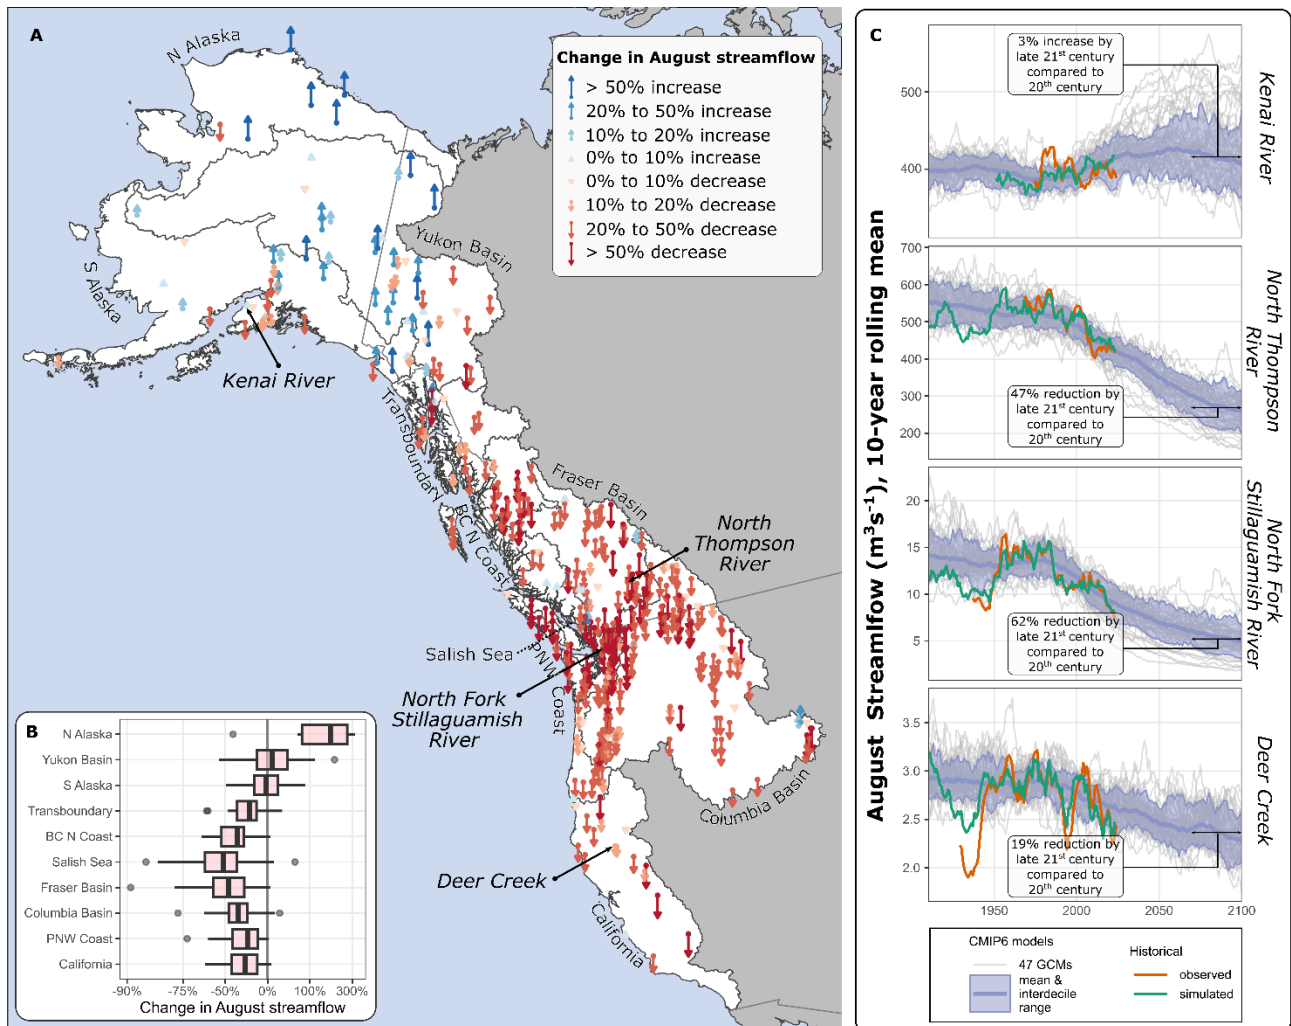 A
N Alaska
Change in August streamflow
> 50% increase
20% to 50% increase
10% to 20% increase
0% to 10% increase
0% to 10% decrease
10% to 20% decrease
20% to 50% decrease
> 50% decrease
Yukon Basin
S Alaska
Kenai River
Transboundary
BC N Coast
Fraser Basin
North
Thompson
River
Salish Sea
PNW Coast
North Fork
Stillaguamish
River
Columbia Basin
Deer Creek
California
B
N Alaska
Yukon Basin
S Alaska
Transboundary
BC N Coast
Salish Sea
Fraser Basin
Columbia Basin
PNW Coast
California
-90% -75% -50% 0% 100% 300%
Change in August streamflow
C
August Streamlfow (m³s⁻¹), 10-year rolling mean
3% increase by
late 21st century
compared to
20th century
500
400
300
Kenai River
700
600
500
400
300
200
47% reduction by
late 21st century
compared to
20th century
North Thompson
River
20
15
10
5
62% reduction by
late 21st century
compared to
20th century
North Fork
Stillaguamish River
3.5
3.0
2.5
2.0
19% reduction by
late 21st century
compared to
20th century
Deer Creek
1950 2000 2050 2100
CMIP6 models
47 GCMs
mean &
interdecile
range
Historical
observed
simulated